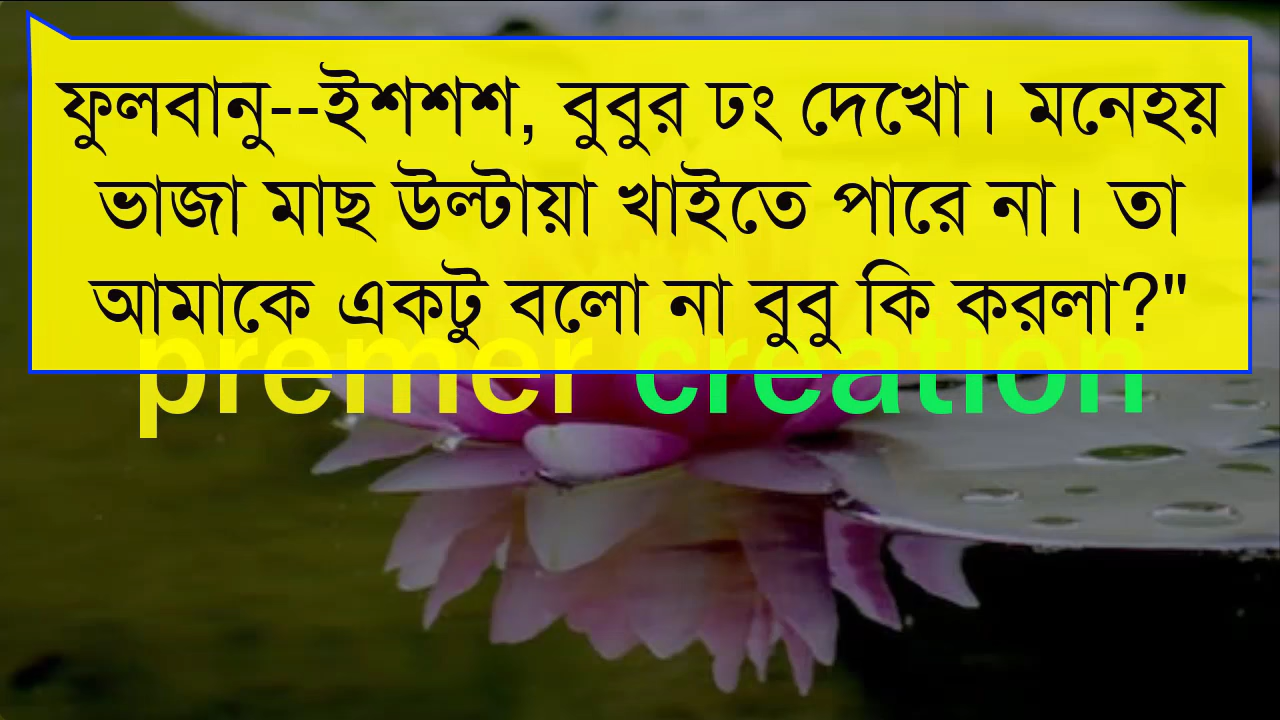 ফুলবানু--ইশশশ, বুবুর ঢং দেখো। মনেহয়
ভাজা মাছ উল্টায়া খাইতে পারে না। তা
আমাকে একটু বলো না বুবু কি করলা?"
premer creation